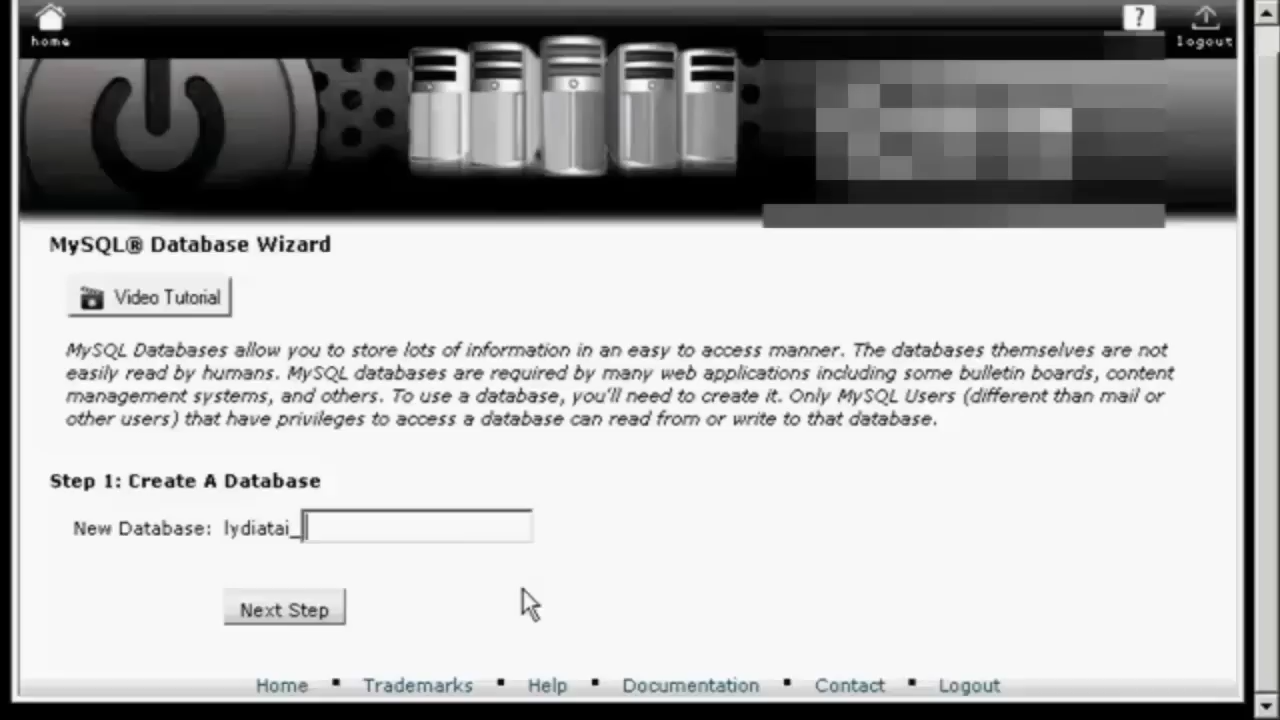 home
?
logout
MySQL® Database Wizard
Video Tutorial
MySQL Databases allow you to store lots of information in an easy to access manner. The databases themselves are not
easily read by humans. MySQL databases are required by many web applications including some bulletin boards, content
management systems, and others. To use a database, you'll need to create it. Only MySQL Users (different than mail or
other users) that have privileges to access a database can read from or write to that database.
Step 1: Create A Database
New Database: lydiatai_
Next Step
Home ▪ Trademarks ▪ Help ▪ Documentation ▪ Contact ▪ Logout